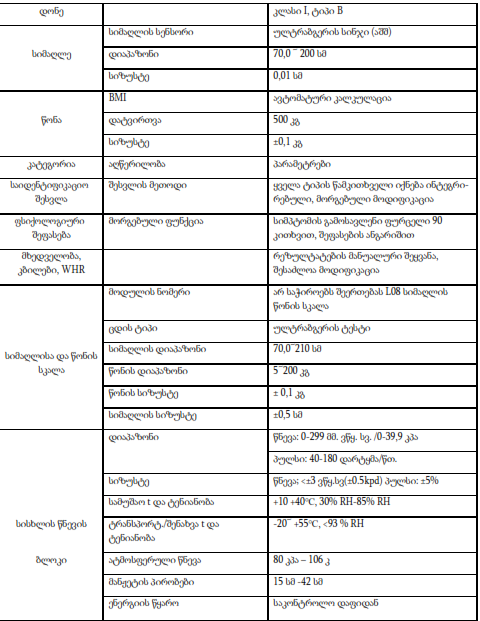 დონე კლასი I, ტიპი B
სიმაღლე
სიმაღლის სენსორი ულტრაბგერის სინჯი (აშშ)
დიაპაზონი 70,0 ~ 200 სმ
სიზუსტე 0,01 სმ
წონა
BMI ავტომატური კალკულაცია
დატვირთვა 500 კგ
სიზუსტე ±0,1 კგ
კატეგორია აღწერილობა პარამეტრები
საიდენტიფიკაციო შესვლის მეთოდი ყველა ტიპის წამკითხველი იქნება ინტეგრი-
შესვლა რებული, მორგებული მოდიფიკაცია
ფსიქოლოგიური მორგებული ფუნქცია სიმპტომის გამოსავლენი ფურცელი 90
შეფასება კითხვით, შეფასების ანგარიშით
მხედველობა, რეზულტატების მანუალური შეყვანა,
კბილები, WHR შესაძლოა მოდიფიკაცია
სიმაღლისა და წონის
სკალა
მოდულის ნომერი არ საჭიროებს შეერთებას L08 სიმაღლის
წონის სკალა
ცდის ტიპი ულტრაბგერის ტესტი
სიმაღლის დიაპაზონი 70,0~210 სმ
წონის დიაპაზონი 5~200 კგ
წონის სიზუსტე ± 0,1 კგ
სიმაღლის სიზუსტე ±0,5 სმ
სისხლის წნევის
ბლოკი
დიაპაზონი წნევა: 0-299 მმ. ვწყ. სვ. /0-39,9 კპა
პულსი: 40-180 დარტყმა/წთ.
სიზუსტე წნევა; <±3 ვწყ.სვ(±0.5kpd) პულსი: ±5%
სამუშაო t და ტენიანობა +10 +40°C, 30% RH-85% RH
ტრანსპორტ./შენახვა t და -20~ +55°C, <93 % RH
ტენიანობა
ატმოსფერული წნევა 80 კპა – 106 კ
მანჟეტის პირობები 15 სმ -42 სმ
ენერგიის წყარო საკონტროლო დაფიდან